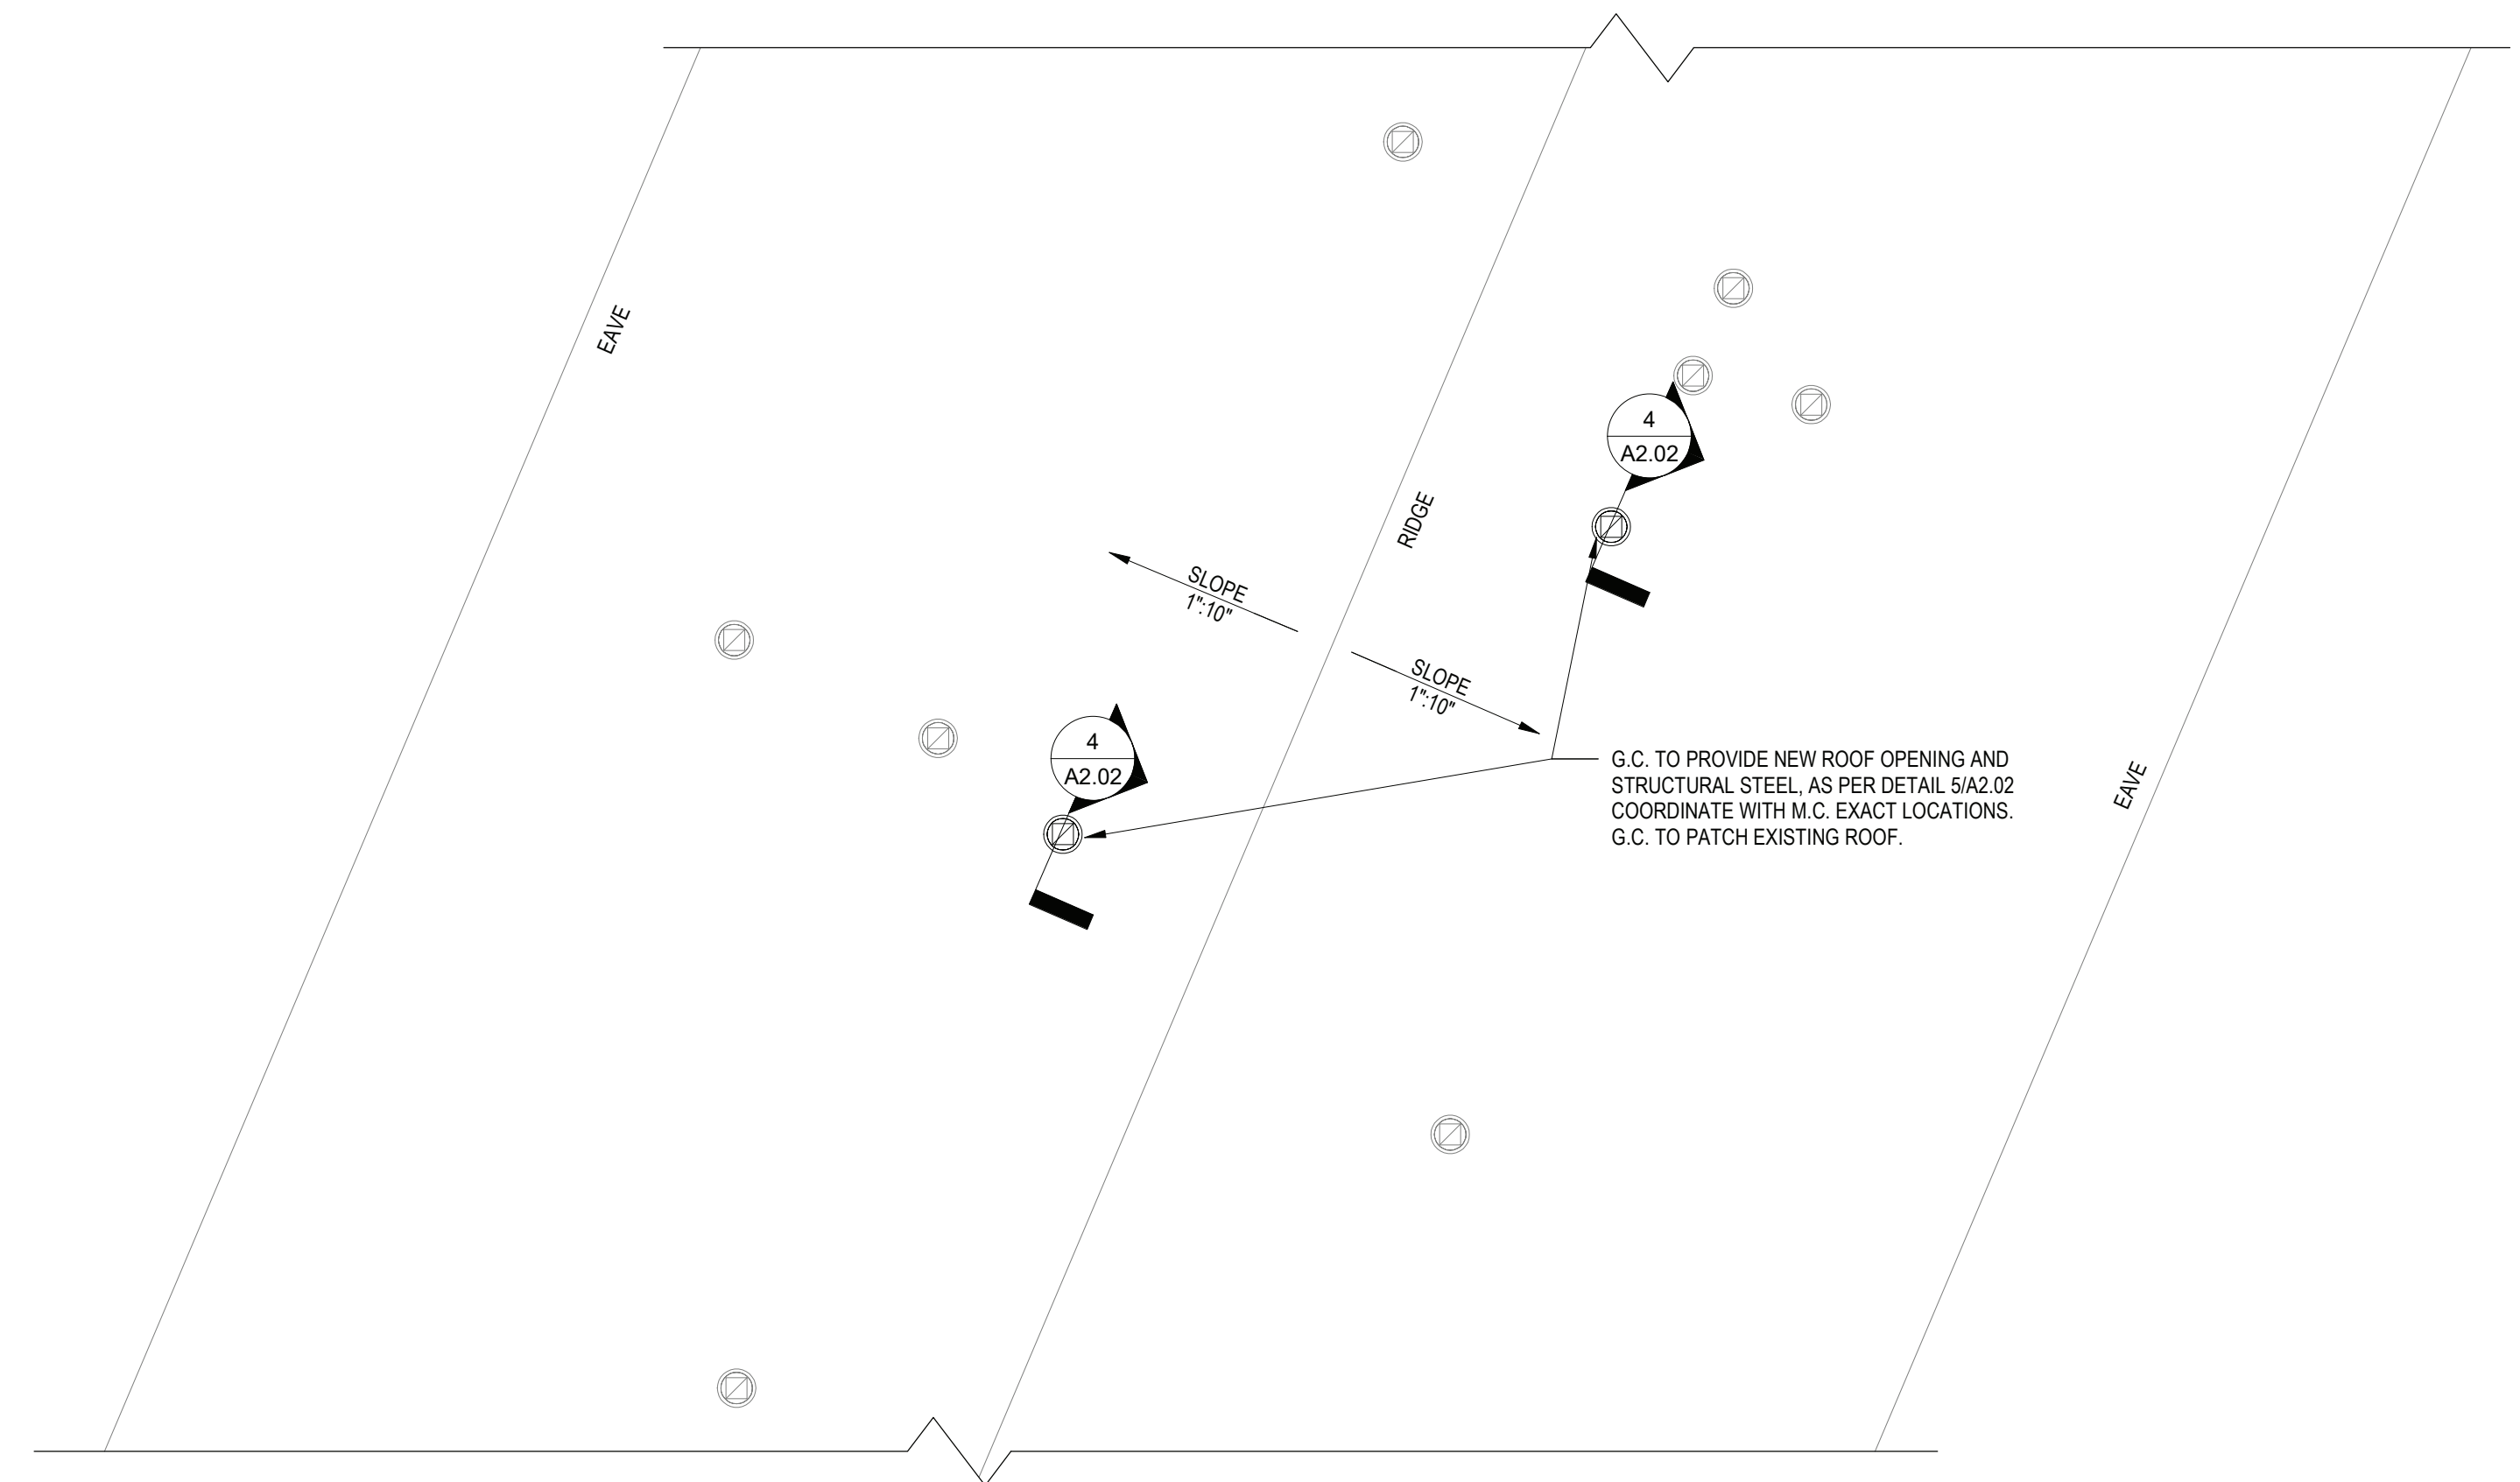 EAVE
4
A2.02
RIDGE
SLOPE
1":10"
SLOPE
1":10"
4
A2.02
G.C. TO PROVIDE NEW ROOF OPENING AND
STRUCTURAL STEEL, AS PER DETAIL 5/A2.02
COORDINATE WITH M.C. EXACT LOCATIONS.
G.C. TO PATCH EXISTING ROOF.
EAVE